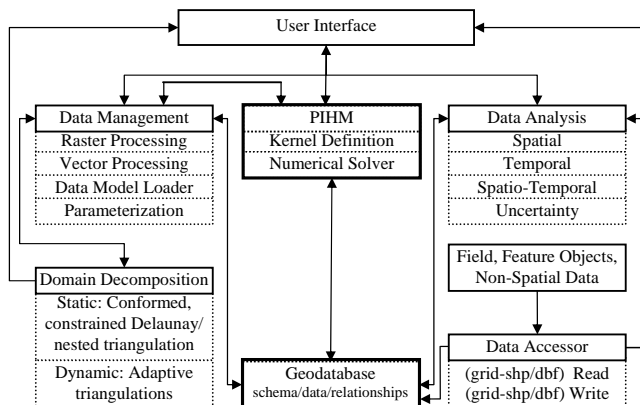 User Interface
Data Management
Raster Processing
Vector Processing
Data Model Loader
Parameterization
PIHM
Kernel Definition
Numerical Solver
Data Analysis
Spatial
Temporal
Spatio-Temporal
Uncertainty
Domain Decomposition
Static: Conformed,
constrained Delaunay/
nested triangulation
Dynamic: Adaptive
triangulations
Geodatabase
schema/data/relationships
Field, Feature Objects,
Non-Spatial Data
Data Accessor
(grid-shp/dbf) Read
(grid-shp/dbf) Write